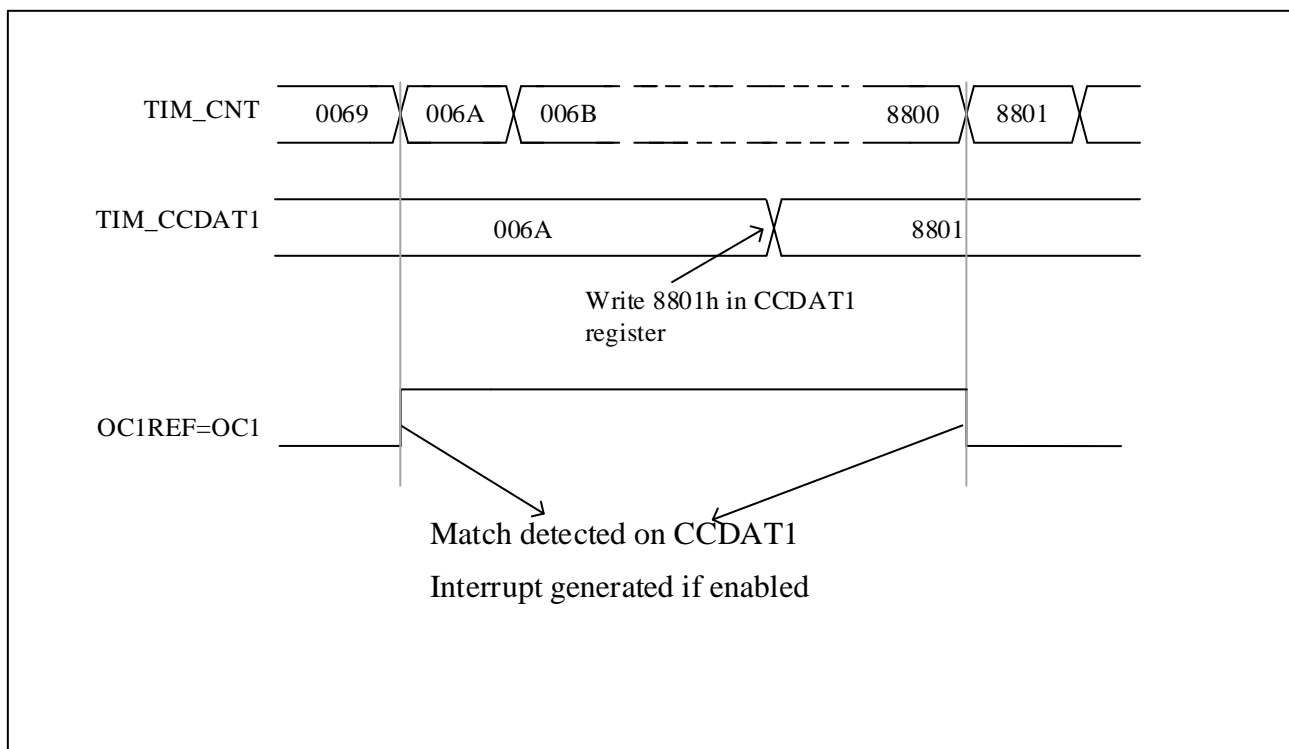 TIM_CNT 0069 006A 006B 8800 8801
TIM_CCDAT1 006A 8801
Write 8801h in CCDAT1
register
OC1REF=OC1
Match detected on CCDAT1
Interrupt generated if enabled